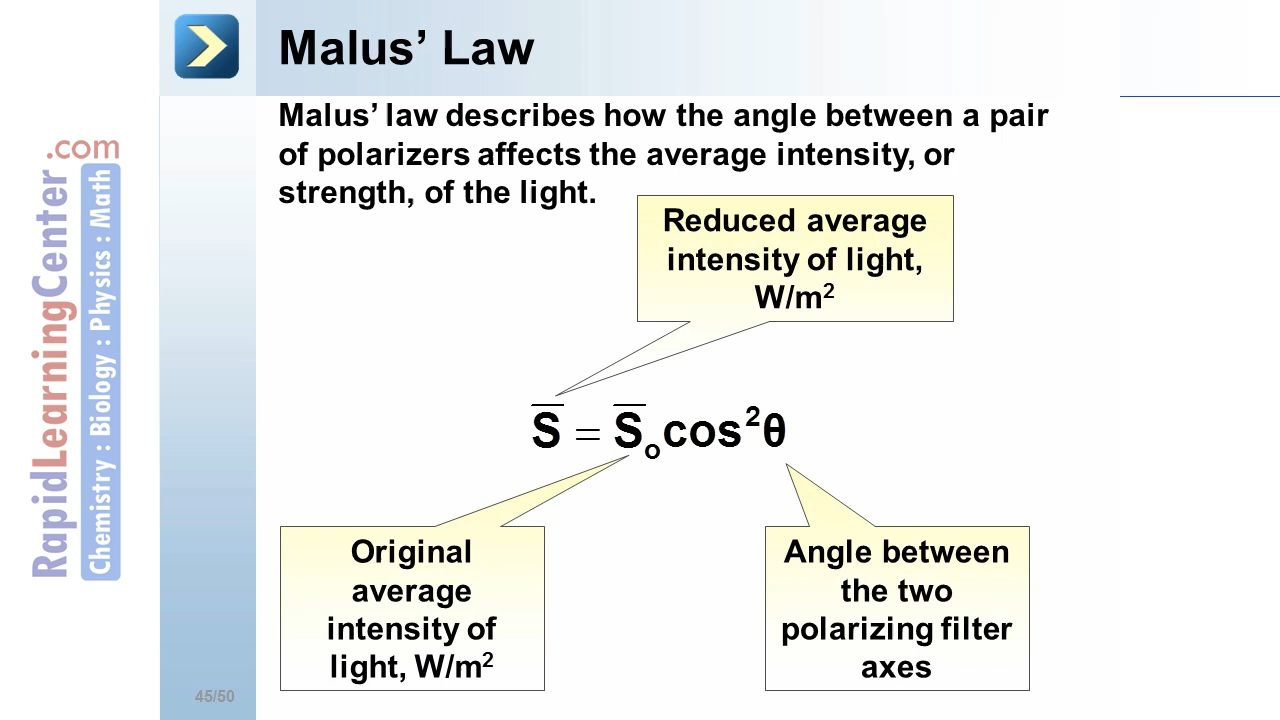 Malus’ Law
Malus’ law describes how the angle between a pair
of polarizers affects the average intensity, or
strength, of the light.
Reduced average
intensity of light,
W/m²
S̅ = S̅ₒcos²θ
Original
average
intensity of
light, W/m²
Angle between
the two
polarizing filter
axes
RapidLearningCenter.com
Chemistry : Biology : Physics : Math
45/50